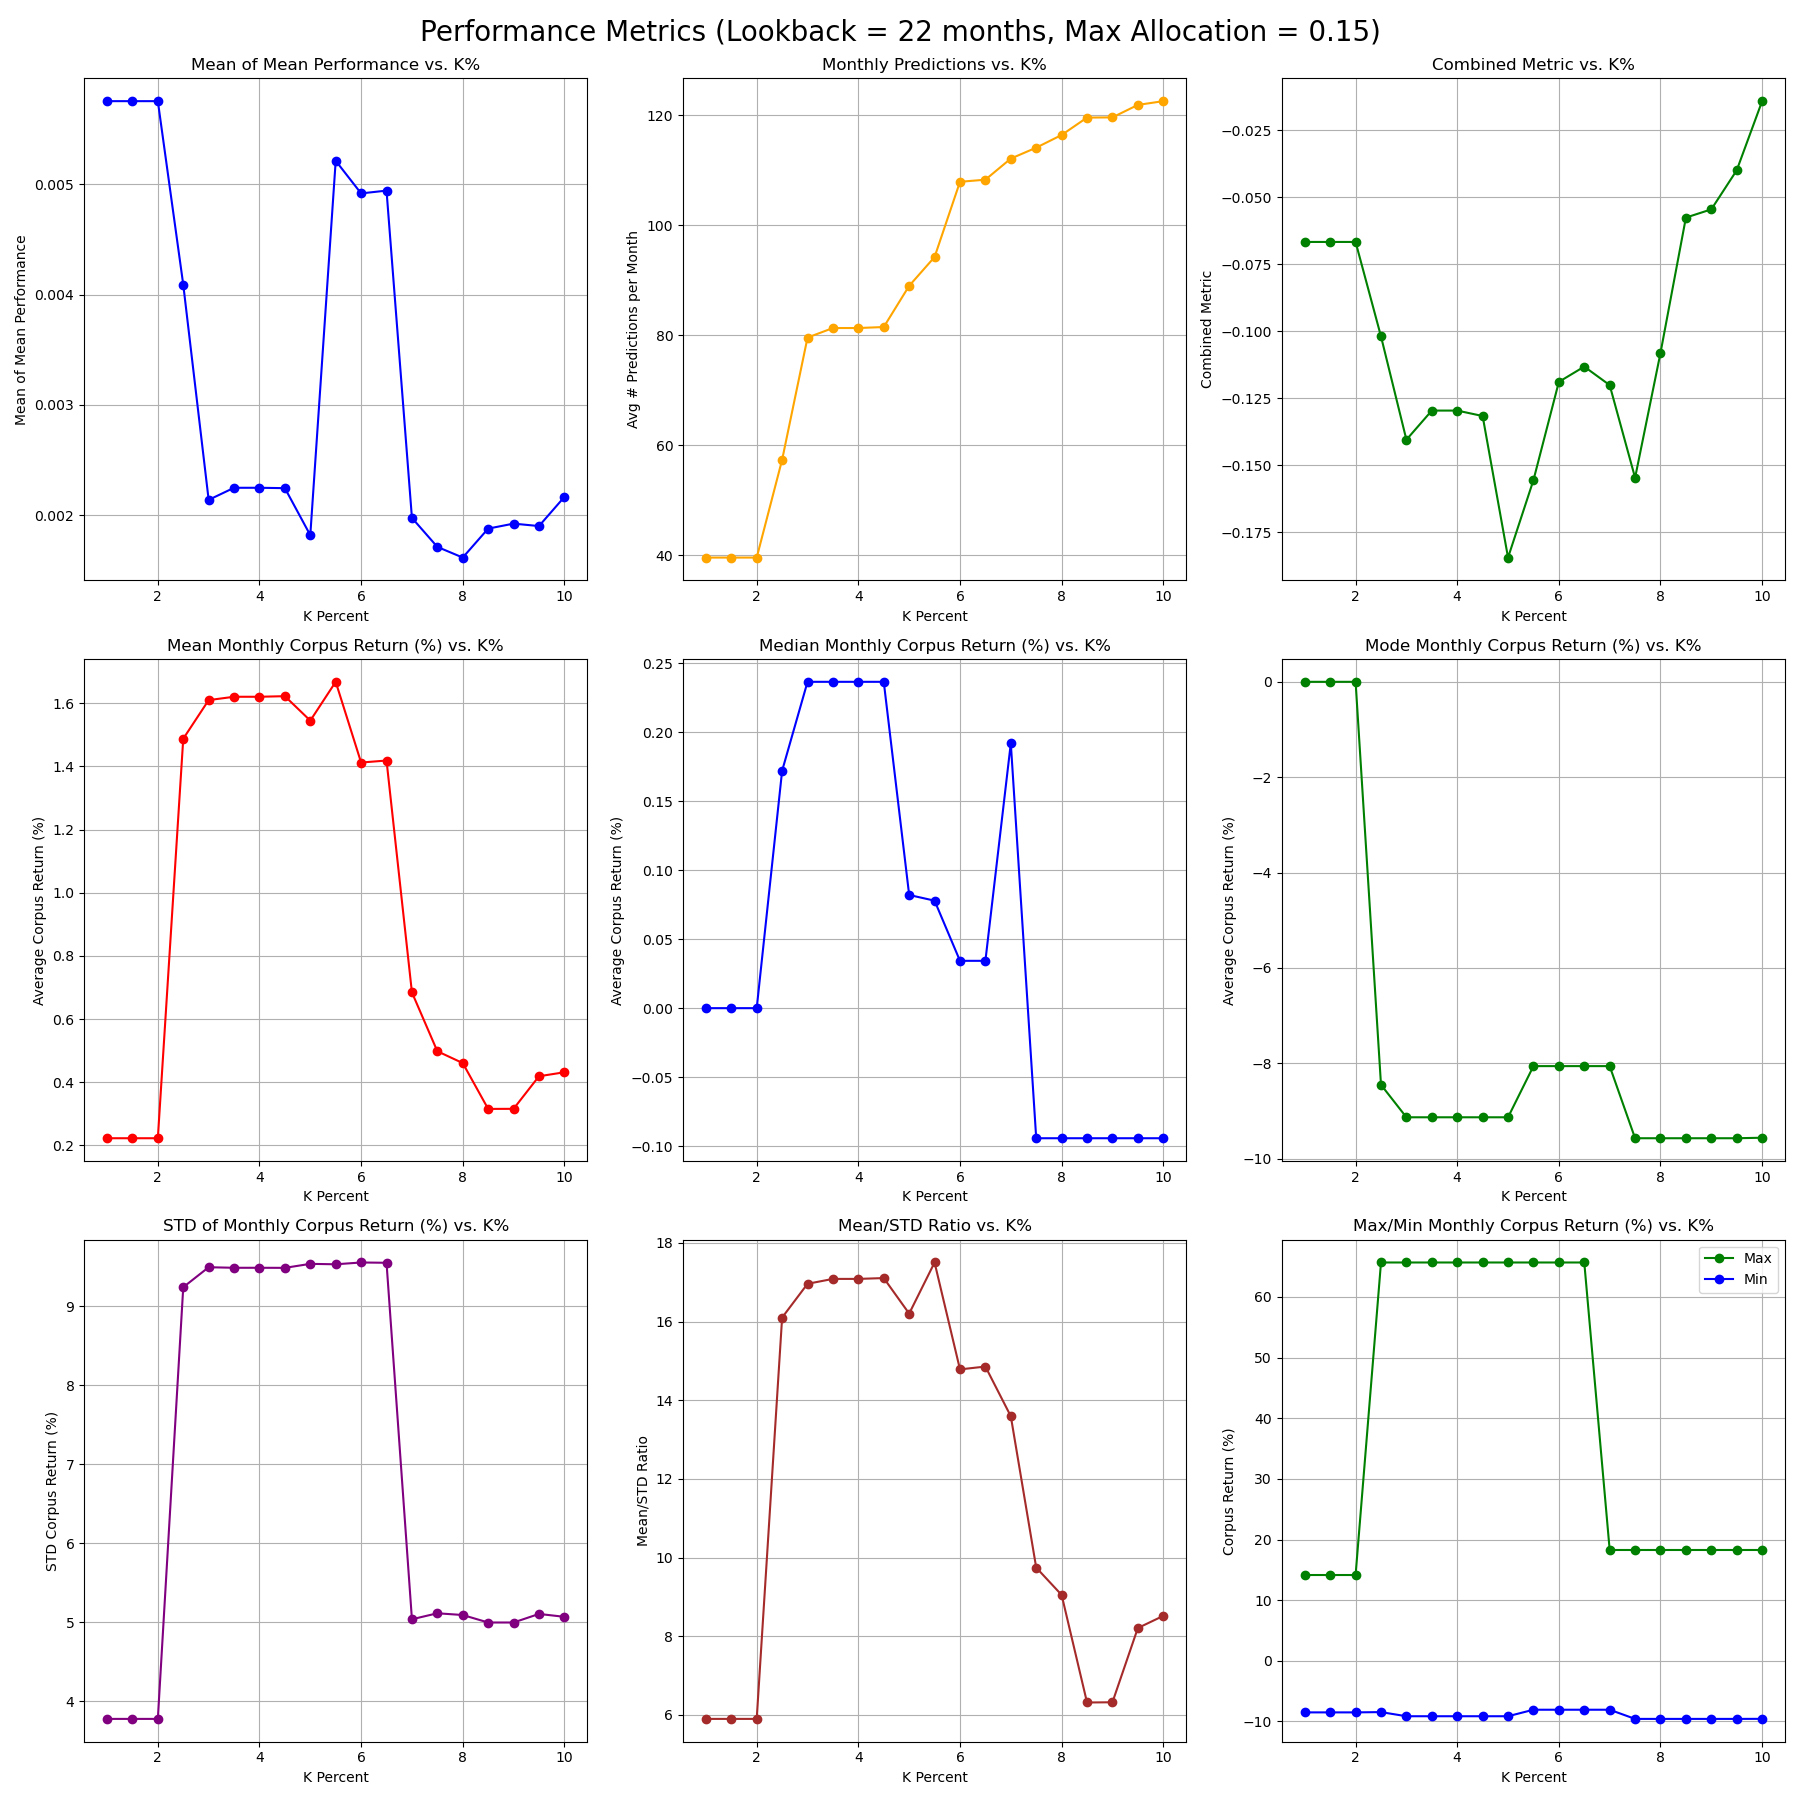 Performance Metrics (Lookback = 22 months, Max Allocation = 0.15)
Mean of Mean Performance vs. K%
Mean of Mean Performance
0.005
0.004
0.003
0.002
2 4 6 8 10
K Percent
Monthly Predictions vs. K%
Avg # Predictions per Month
120
100
80
60
40
2 4 6 8 10
K Percent
Combined Metric vs. K%
Combined Metric
−0.025
−0.050
−0.075
−0.100
−0.125
−0.150
−0.175
2 4 6 8 10
K Percent
Mean Monthly Corpus Return (%) vs. K%
Average Corpus Return (%)
1.6
1.4
1.2
1.0
0.8
0.6
0.4
0.2
2 4 6 8 10
K Percent
Median Monthly Corpus Return (%) vs. K%
Average Corpus Return (%)
0.25
0.20
0.15
0.10
0.05
0.00
−0.05
−0.10
2 4 6 8 10
K Percent
Mode Monthly Corpus Return (%) vs. K%
Average Corpus Return (%)
0
−2
−4
−6
−8
−10
2 4 6 8 10
K Percent
STD of Monthly Corpus Return (%) vs. K%
STD Corpus Return (%)
9
8
7
6
5
4
2 4 6 8 10
K Percent
Mean/STD Ratio vs. K%
Mean/STD Ratio
18
16
14
12
10
8
6
2 4 6 8 10
K Percent
Max/Min Monthly Corpus Return (%) vs. K%
Corpus Return (%)
Max
Min
60
50
40
30
20
10
0
−10
2 4 6 8 10
K Percent